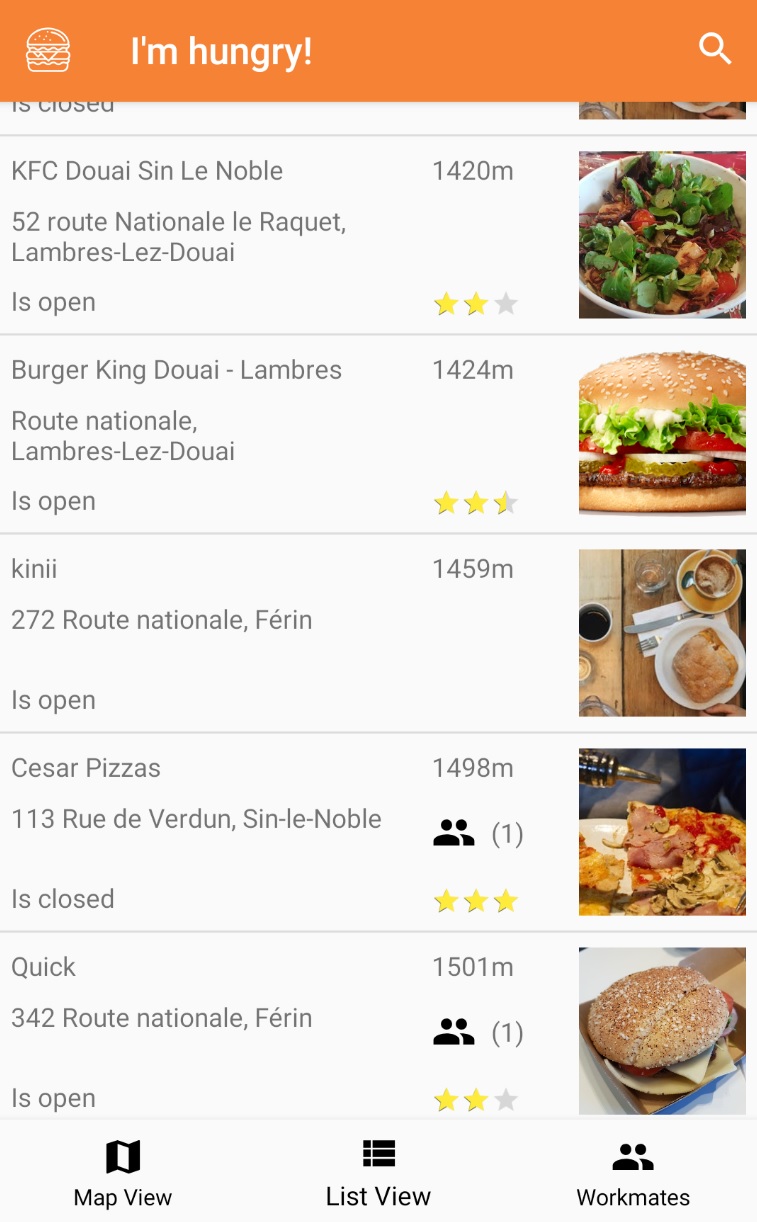 I'm hungry!
Is closed
KFC Douai Sin Le Noble
1420m
52 route Nationale le Raquet,
Lambres-Lez-Douai
Is open
Burger King Douai - Lambres
1424m
Route nationale,
Lambres-Lez-Douai
Is open
kinii
1459m
272 Route nationale, Férin
Is open
Cesar Pizzas
1498m
113 Rue de Verdun, Sin-le-Noble
(1)
Is closed
Quick
1501m
342 Route nationale, Férin
(1)
Is open
Map View
List View
Workmates